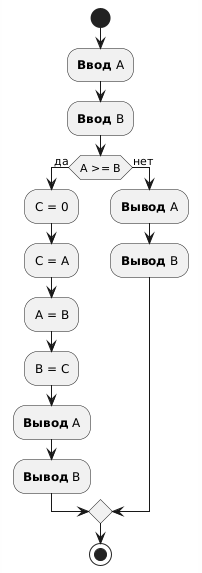 Ввод A
Ввод B
да
A >= B
нет
C = 0
Вывод A
C = A
Вывод B
A = B
B = C
Вывод A
Вывод B